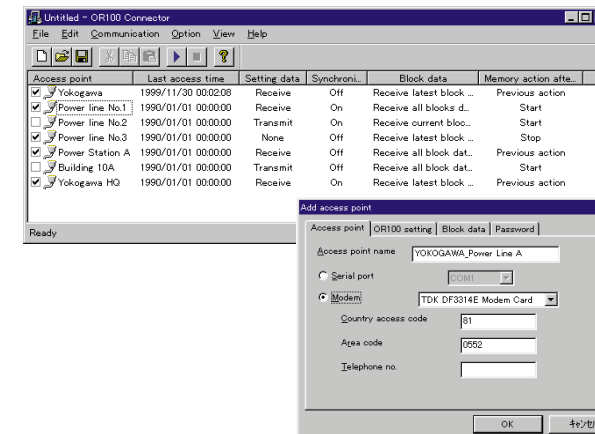 Untitled - OR100 Connector
File Edit Communication Option View Help
Access point Last access time Setting data Synchroni... Block data Memory action afte...
Yokogawa 1999/11/30 00:02:08 Receive Off Receive latest block ... Previous action
Power line No.1 1990/01/01 00:00:00 Receive On Receive all blocks d... Start
Power line No.2 1990/01/01 00:00:00 Transmit On Receive current bloc... Start
Power line No.3 1990/01/01 00:00:00 None Off Receive latest block ... Stop
Power Station A 1990/01/01 00:00:00 Receive Off Receive all block dat... Previous action
Building 10A 1990/01/01 00:00:00 Transmit Off Receive all block dat... Start
Yokogawa HQ 1990/01/01 00:00:00 Receive On Receive latest block ... Previous action
Ready
Add access point
Access point OR100 setting Block data Password
Access point name YOKOGAWA_Power Line A
Serial port COM1
Modem TDK DF3314E Modem Card
Country access code 81
Area code 0552
Telephone no.
OK キャンセル